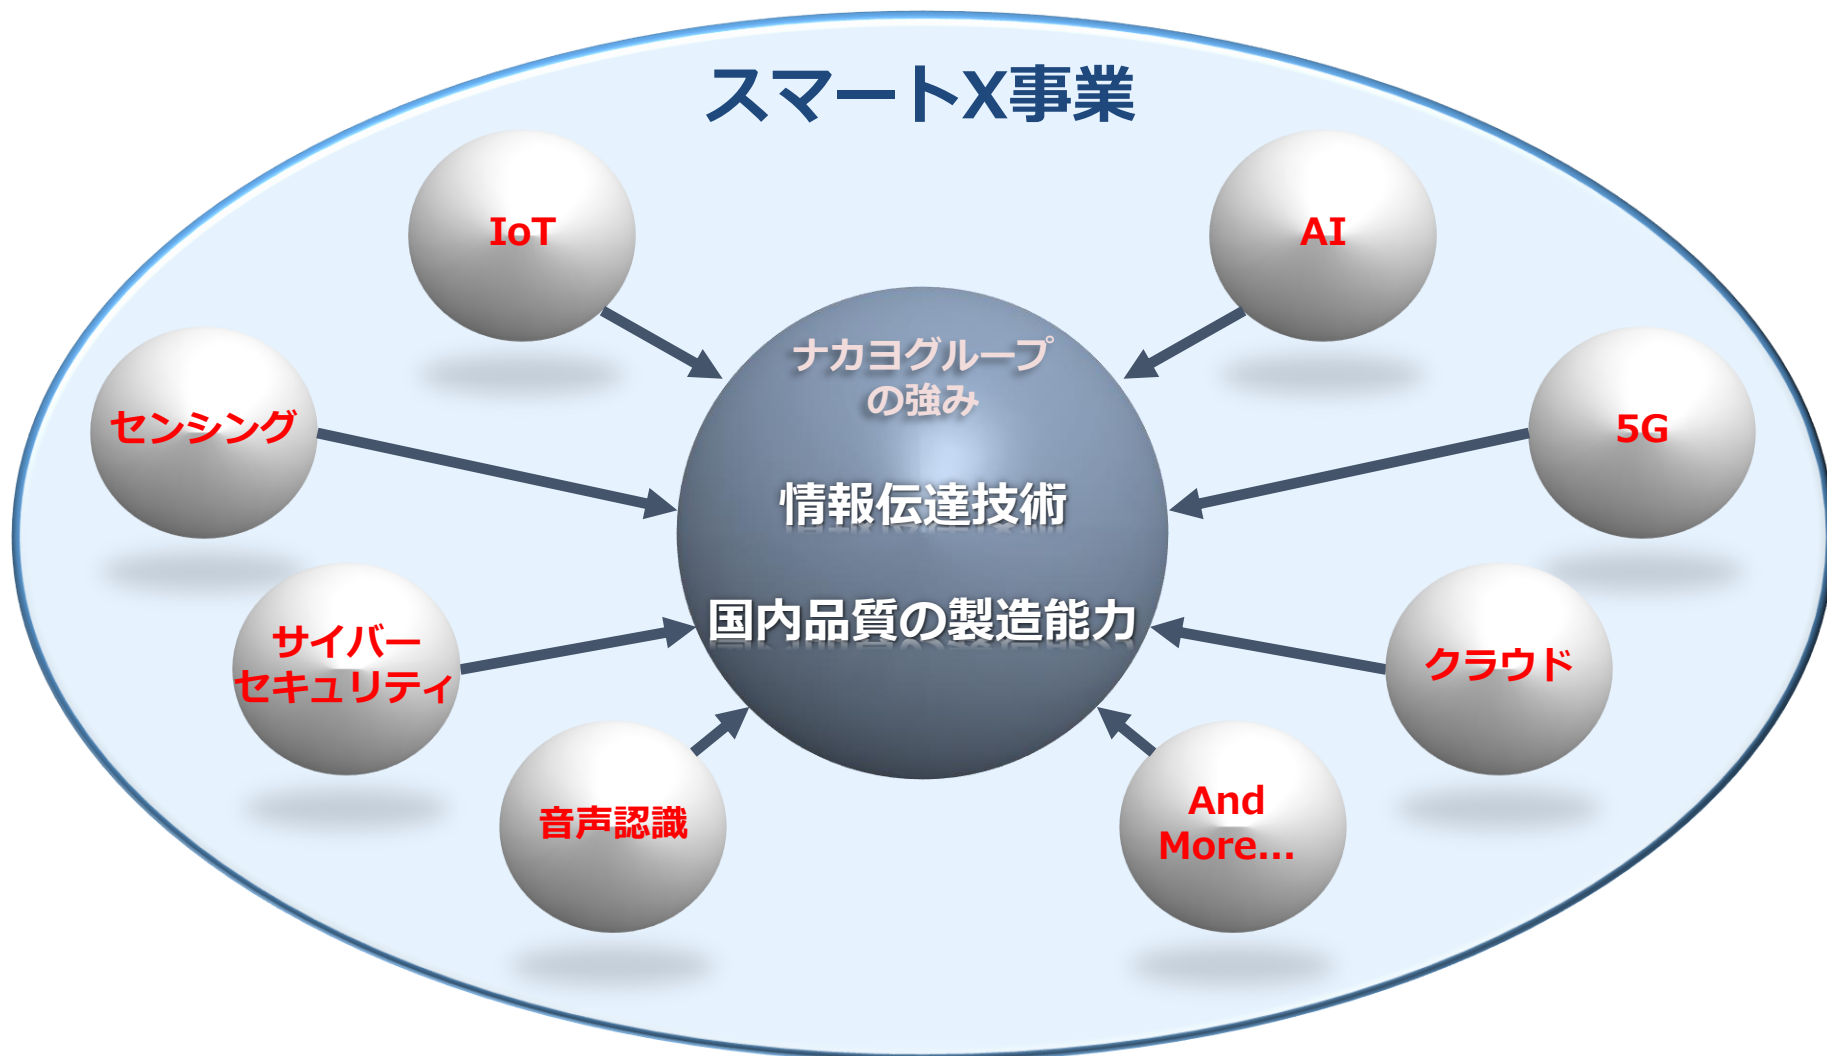 スマートX事業
IoT
AI
ナカヨグループ
の強み
センシング
5G
情報伝達技術
国内品質の製造能力
サイバー
セキュリティ
クラウド
音声認識
And
More...